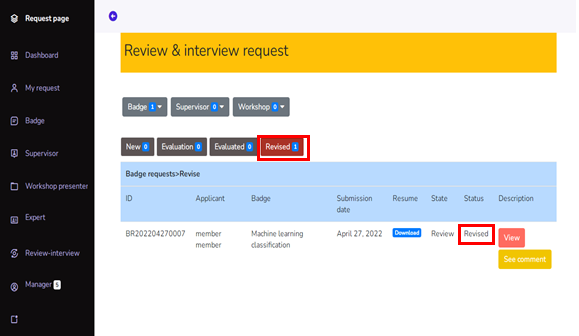 Request page
Dashboard
My request
Badge
Supervisor
Workshop presenter
Expert
Review-interview
Manager 5
Review & interview request
Badge 1 Supervisor 0 Workshop 0
New 0 Evaluation 0 Evaluated 0 Revised 1
Badge requests>Revise
ID Applicant Badge Submission date Resume State Status Description
BR202204270007 member member Machine learning classification April 27, 2022 Download Review Revised View
See comment